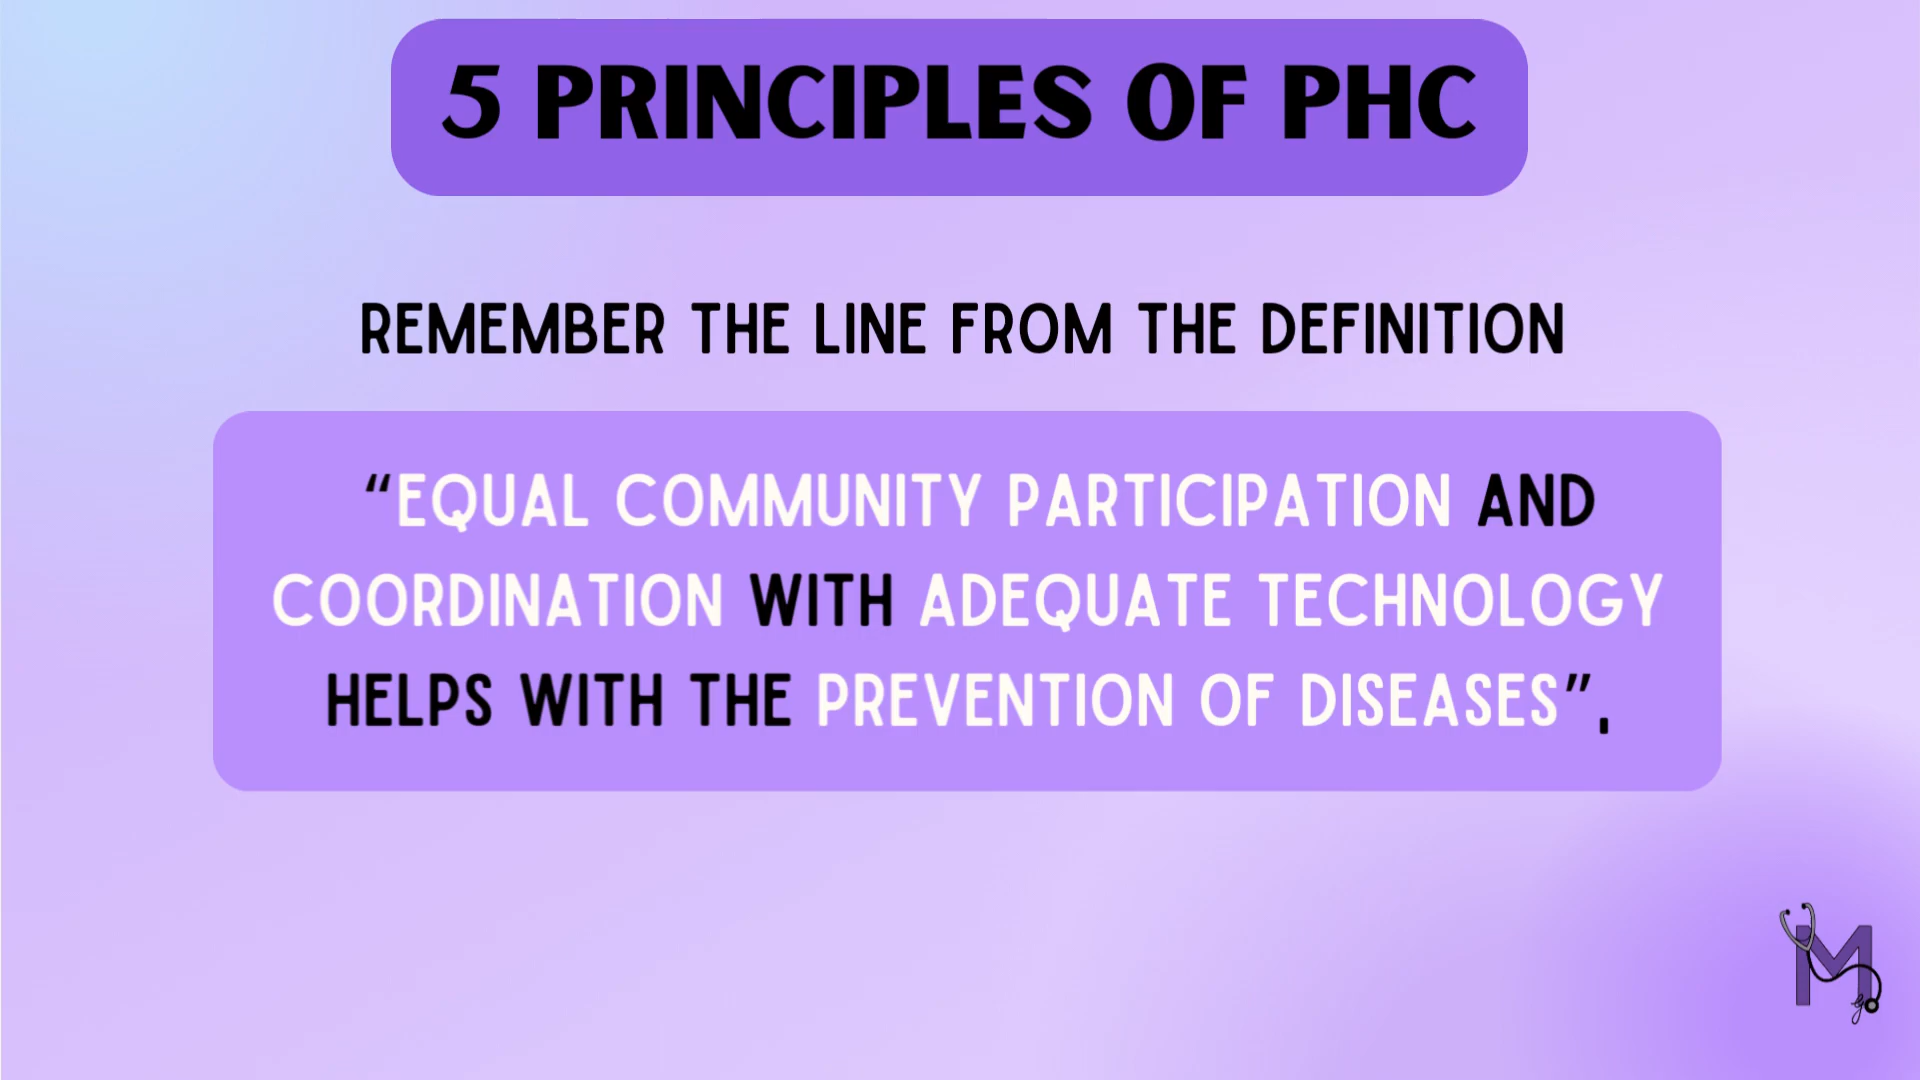 5 PRINCIPLES OF PHC
REMEMBER THE LINE FROM THE DEFINITION
“EQUAL COMMUNITY PARTICIPATION AND
COORDINATION WITH ADEQUATE TECHNOLOGY
HELPS WITH THE PREVENTION OF DISEASES”.
M